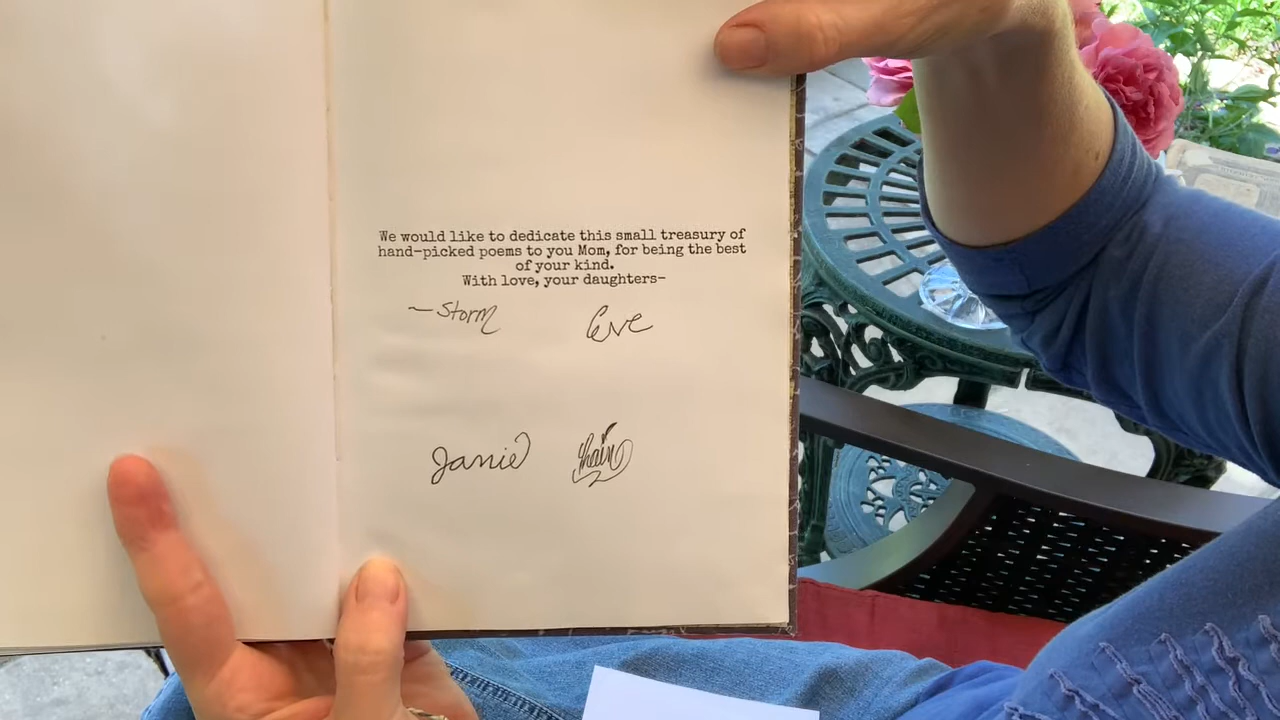 We would like to dedicate this small treasury of
hand-picked poems to you Mom, for being the best
of your kind.
With love, your daughters-
~Storm Eve
Janie